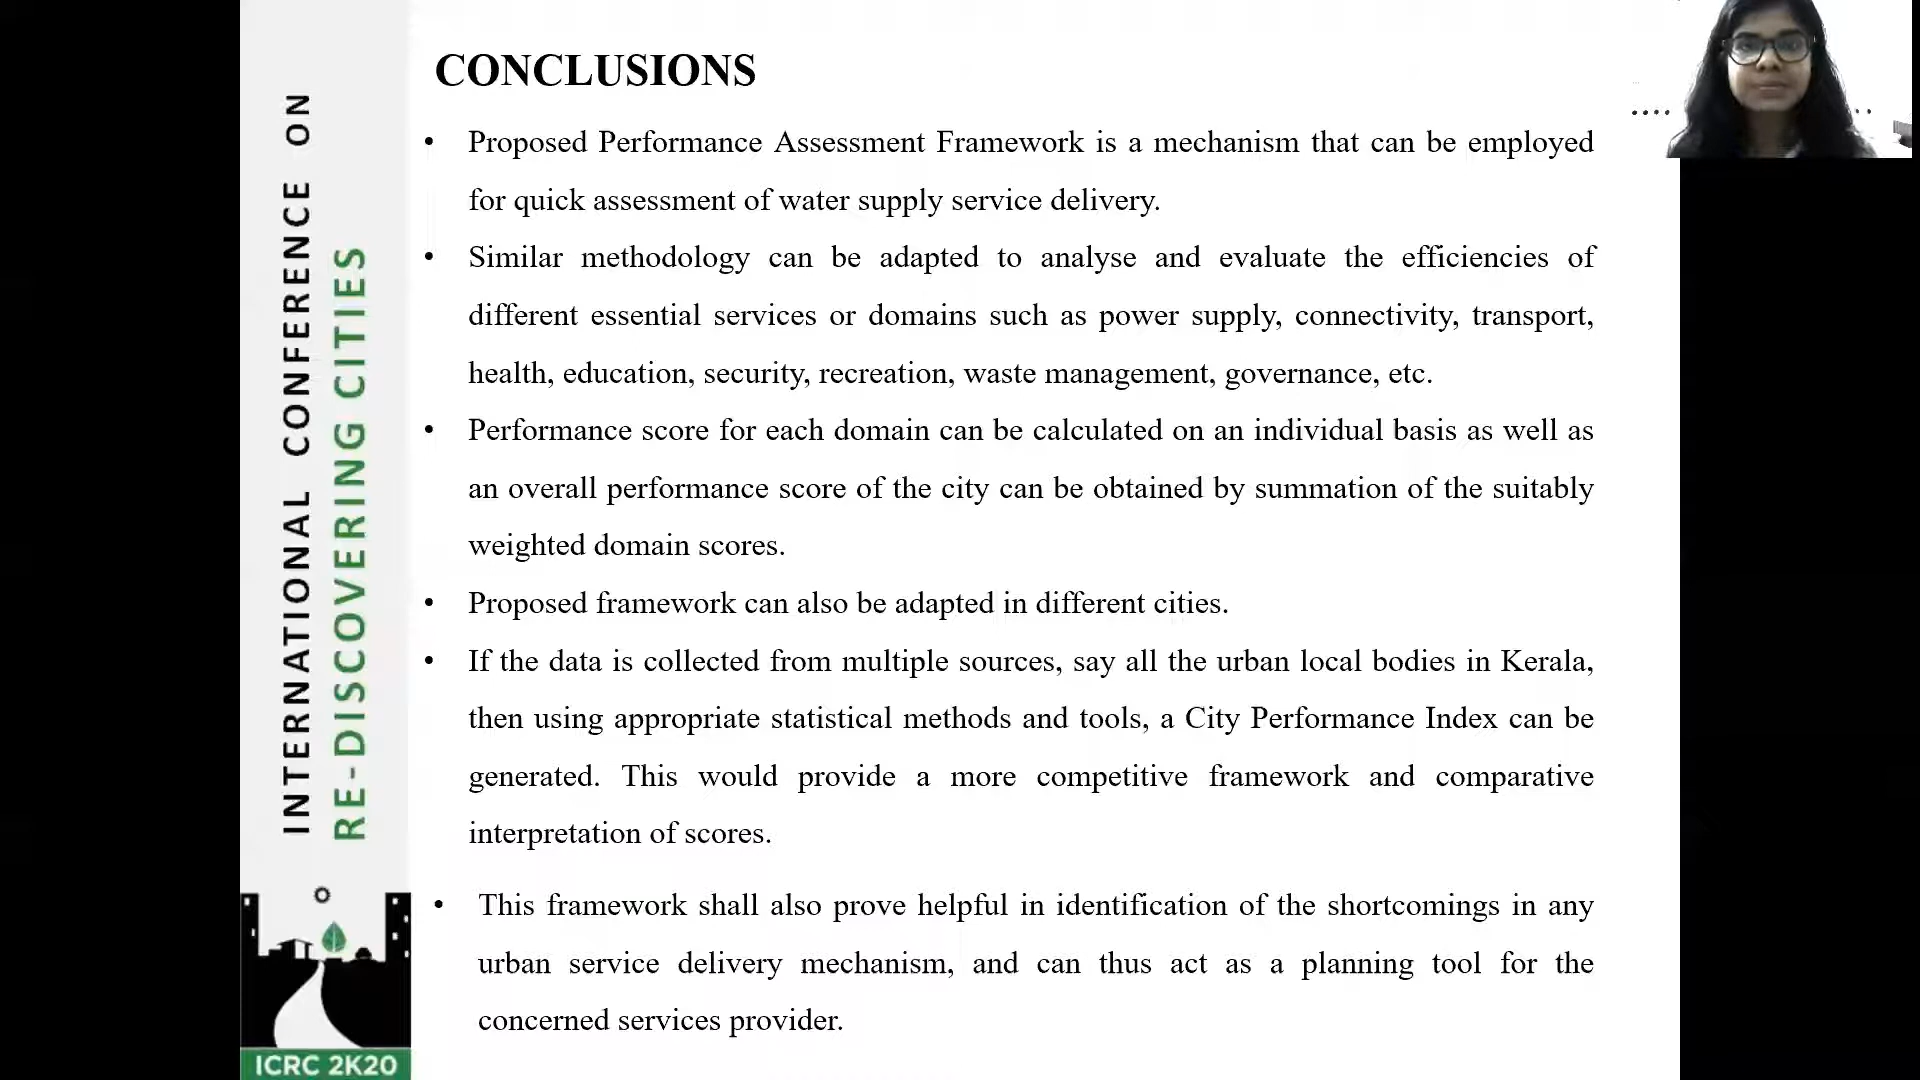 INTERNATIONAL CONFERENCE ON
RE-DISCOVERING CITIES
ICRC 2K20
CONCLUSIONS
• Proposed Performance Assessment Framework is a mechanism that can be employed
for quick assessment of water supply service delivery.
• Similar methodology can be adapted to analyse and evaluate the efficiencies of
different essential services or domains such as power supply, connectivity, transport,
health, education, security, recreation, waste management, governance, etc.
• Performance score for each domain can be calculated on an individual basis as well as
an overall performance score of the city can be obtained by summation of the suitably
weighted domain scores.
• Proposed framework can also be adapted in different cities.
• If the data is collected from multiple sources, say all the urban local bodies in Kerala,
then using appropriate statistical methods and tools, a City Performance Index can be
generated. This would provide a more competitive framework and comparative
interpretation of scores.
• This framework shall also prove helpful in identification of the shortcomings in any
urban service delivery mechanism, and can thus act as a planning tool for the
concerned services provider.